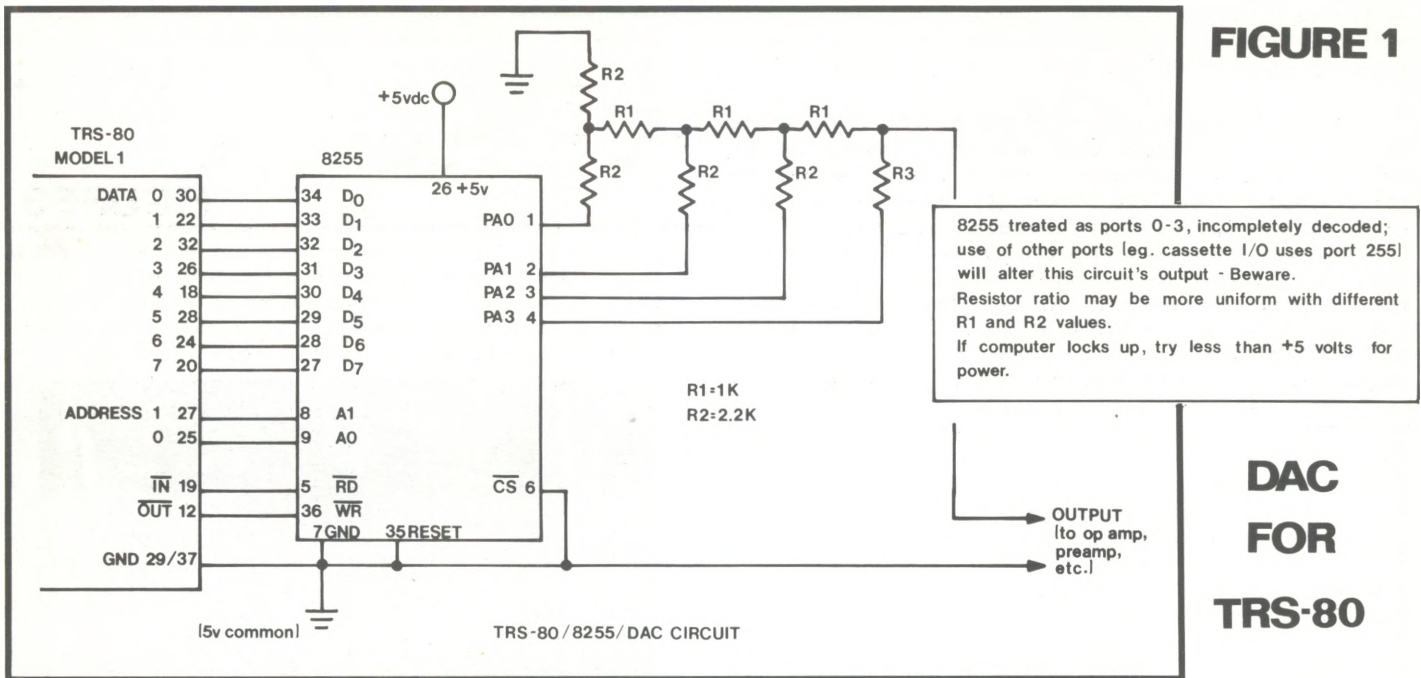 FIGURE 1
R2
+5vdc
R1 R1 R1
TRS-80
MODEL 1
8255
26 +5v
R2 R2 R2 R3
DATA 0 30 34 D0
1 22 33 D1
2 32 32 D2
3 26 31 D3
4 18 30 D4
5 28 29 D5
6 24 28 D6
7 20 27 D7
PA0 1
PA1 2
PA2 3
PA3 4
8255 treated as ports 0-3, incompletely decoded;
use of other ports (eg. cassette I/O uses port 255)
will alter this circuit's output - Beware.
Resistor ratio may be more uniform with different
R1 and R2 values.
If computer locks up, try less than +5 volts for
power.
R1=1K
R2=2.2K
ADDRESS 1 27 8 A1
0 25 9 A0
IN 19 5 RD
OUT 12 36 WR
CS 6
7 GND 35 RESET
GND 29/37
OUTPUT
(to op amp,
preamp,
etc.)
(5v common)
TRS-80/8255/DAC CIRCUIT
DAC
FOR
TRS-80